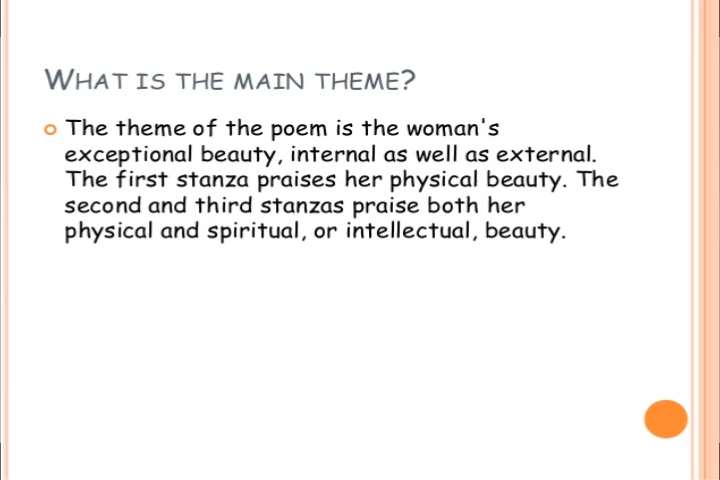 WHAT IS THE MAIN THEME?
The theme of the poem is the woman's
exceptional beauty, internal as well as external.
The first stanza praises her physical beauty. The
second and third stanzas praise both her
physical and spiritual, or intellectual, beauty.